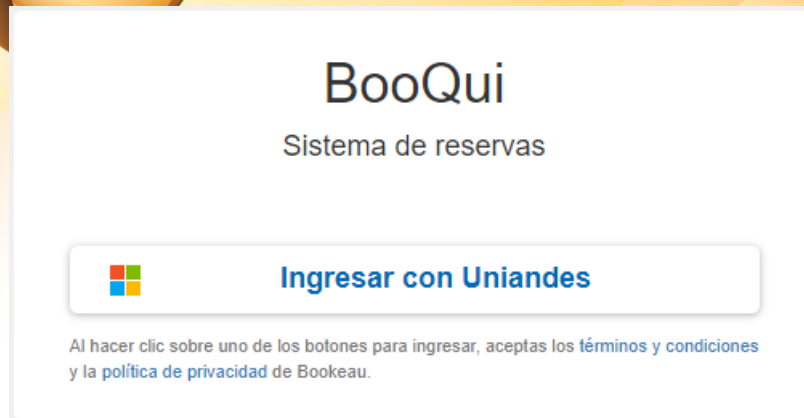 BooQui
Sistema de reservas
Ingresar con Uniandes
Al hacer clic sobre uno de los botones para ingresar, aceptas los términos y condiciones
y la política de privacidad de Bookeau.